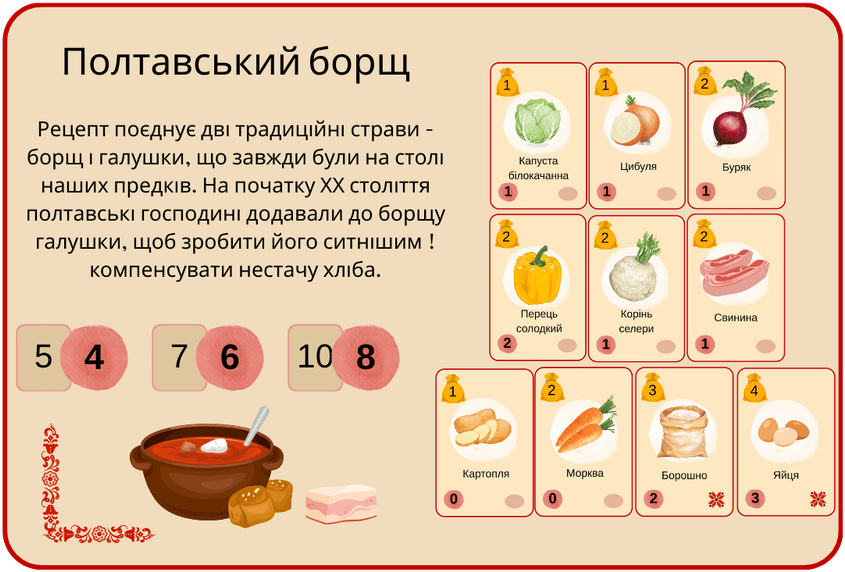 Полтавський борщ
Рецепт поєднує дві традиційні страви -
борщ і галушки, що завжди були на столі
наших предків. На початку ХХ століття
полтавські господині додавали до борщу
галушки, щоб зробити його ситнішим !
компенсувати нестачу хліба.
5 4
7 6
10 8
1
Капуста
білокачанна
1
1
Цибуля
1
2
Буряк
1
2
Перець
солодкий
2
2
Корінь
селери
1
2
Свинина
1
1
Картопля
0
2
Морква
0
3
Борошно
2
4
Яйця
3